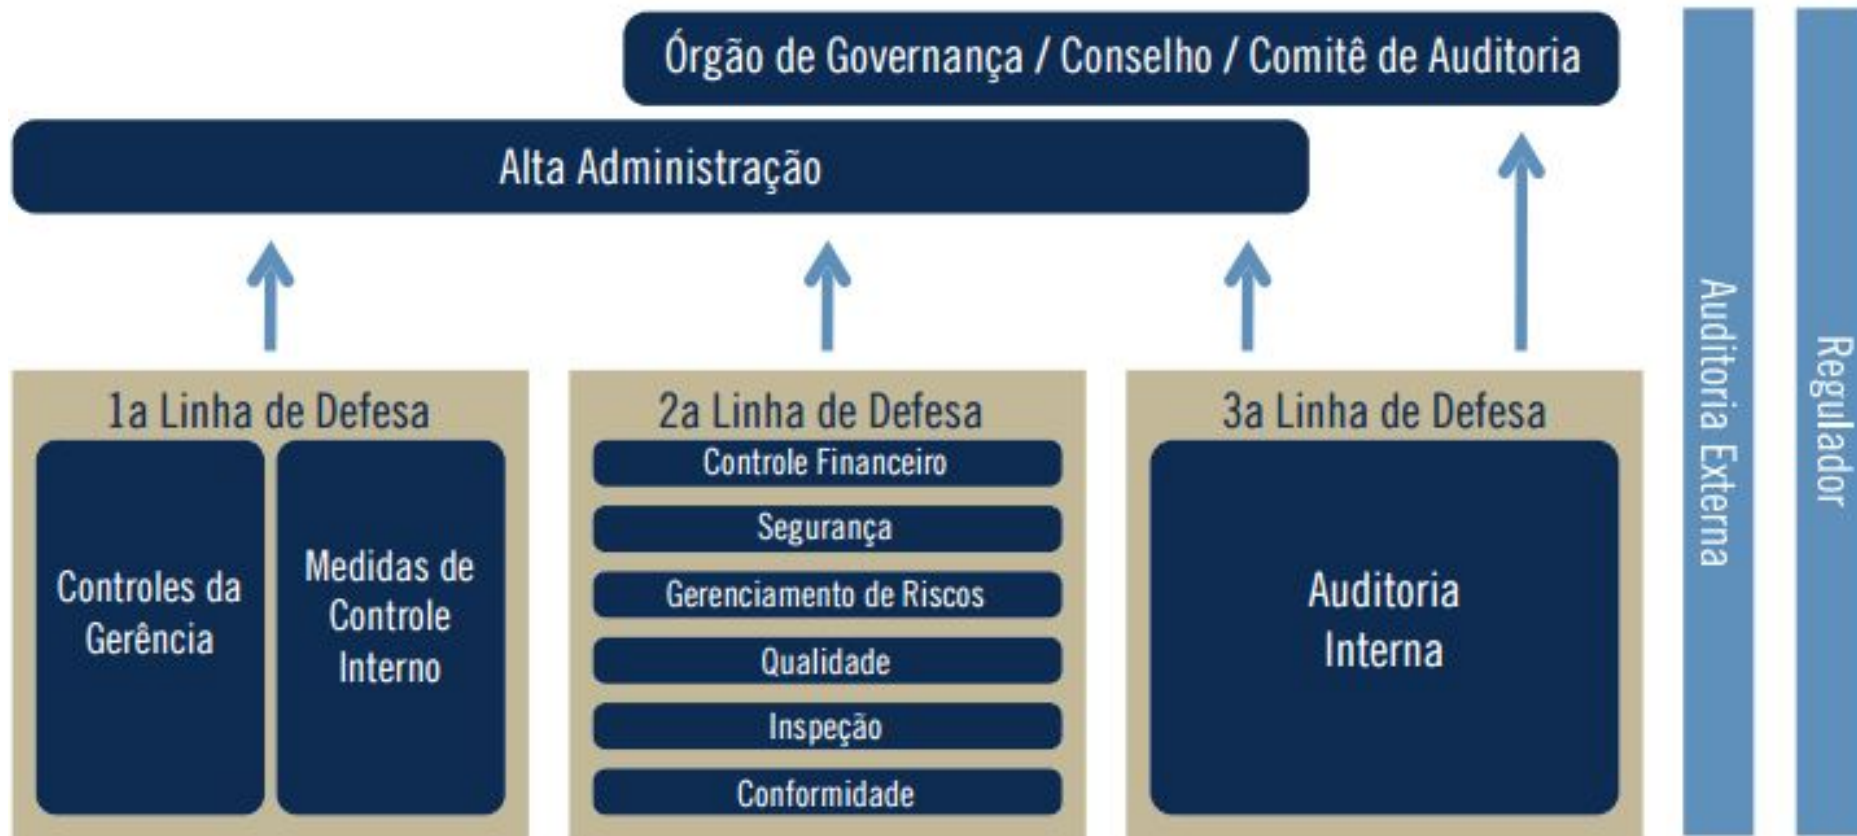 Órgão de Governança / Conselho / Comitê de Auditoria
Alta Administração
1a Linha de Defesa
Controles da
Gerência
Medidas de
Controle
Interno
2a Linha de Defesa
Controle Financeiro
Segurança
Gerenciamento de Riscos
Qualidade
Inspeção
Conformidade
3a Linha de Defesa
Auditoria
Interna
Auditoria Externa
Regulador